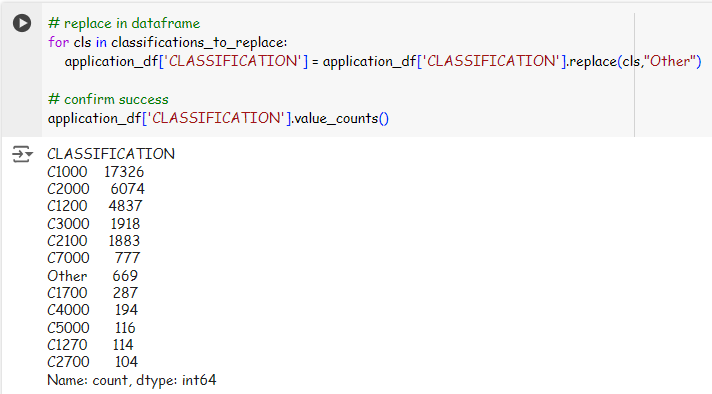 # replace in dataframe
for cls in classifications_to_replace:
    application_df['CLASSIFICATION'] = application_df['CLASSIFICATION'].replace(cls,"Other")
# confirm success
application_df['CLASSIFICATION'].value_counts()
CLASSIFICATION
C1000 17326
C2000 6074
C1200 4837
C3000 1918
C2100 1883
C7000 777
Other 669
C1700 287
C4000 194
C5000 116
C1270 114
C2700 104
Name: count, dtype: int64